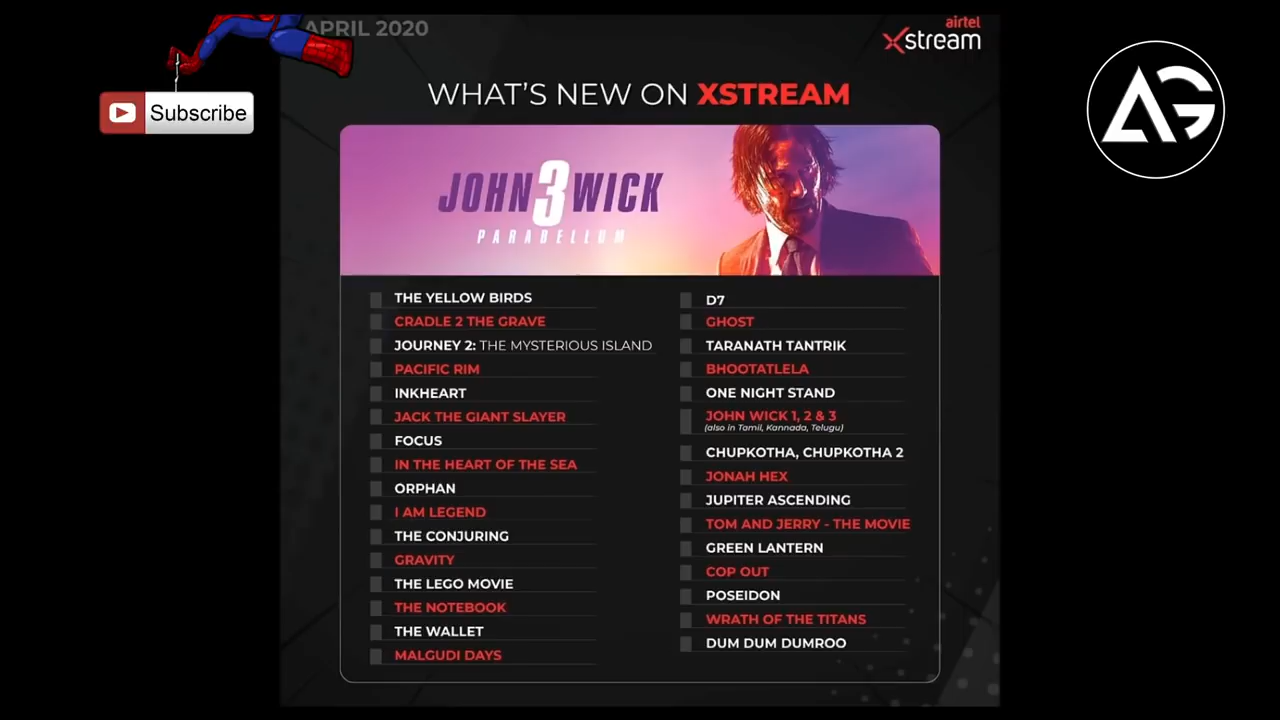 APRIL 2020
airtel
Xstream
Subscribe
AG
WHAT'S NEW ON XSTREAM
JOHN 3 WICK
PARABELLUM
THE YELLOW BIRDS
CRADLE 2 THE GRAVE
JOURNEY 2: THE MYSTERIOUS ISLAND
PACIFIC RIM
INKHEART
JACK THE GIANT SLAYER
FOCUS
IN THE HEART OF THE SEA
ORPHAN
I AM LEGEND
THE CONJURING
GRAVITY
THE LEGO MOVIE
THE NOTEBOOK
THE WALLET
MALGUDI DAYS
D7
GHOST
TARANATH TANTRIK
BHOOTATLELA
ONE NIGHT STAND
JOHN WICK 1, 2 & 3
(also in Tamil, Kannada, Telugu)
CHUPKOTHA, CHUPKOTHA 2
JONAH HEX
JUPITER ASCENDING
TOM AND JERRY - THE MOVIE
GREEN LANTERN
COP OUT
POSEIDON
WRATH OF THE TITANS
DUM DUM DUMROO